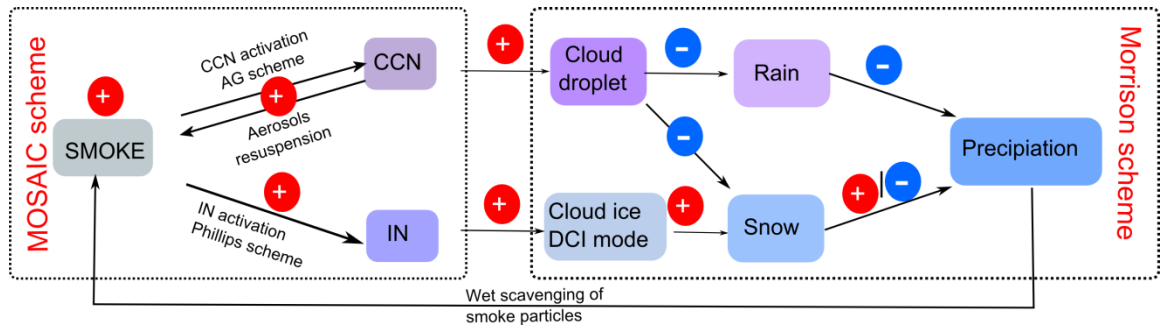 MOSAIC scheme
SMOKE
+
CCN activation
AG scheme
+
Aerosols
resuspension
CCN
+
IN activation
Phillips scheme
IN
+
+
Cloud
droplet
-
Rain
-
-
Cloud ice
DCI mode
+
Snow
+|-
Precipiation
Morrison scheme
Wet scavenging of
smoke particles